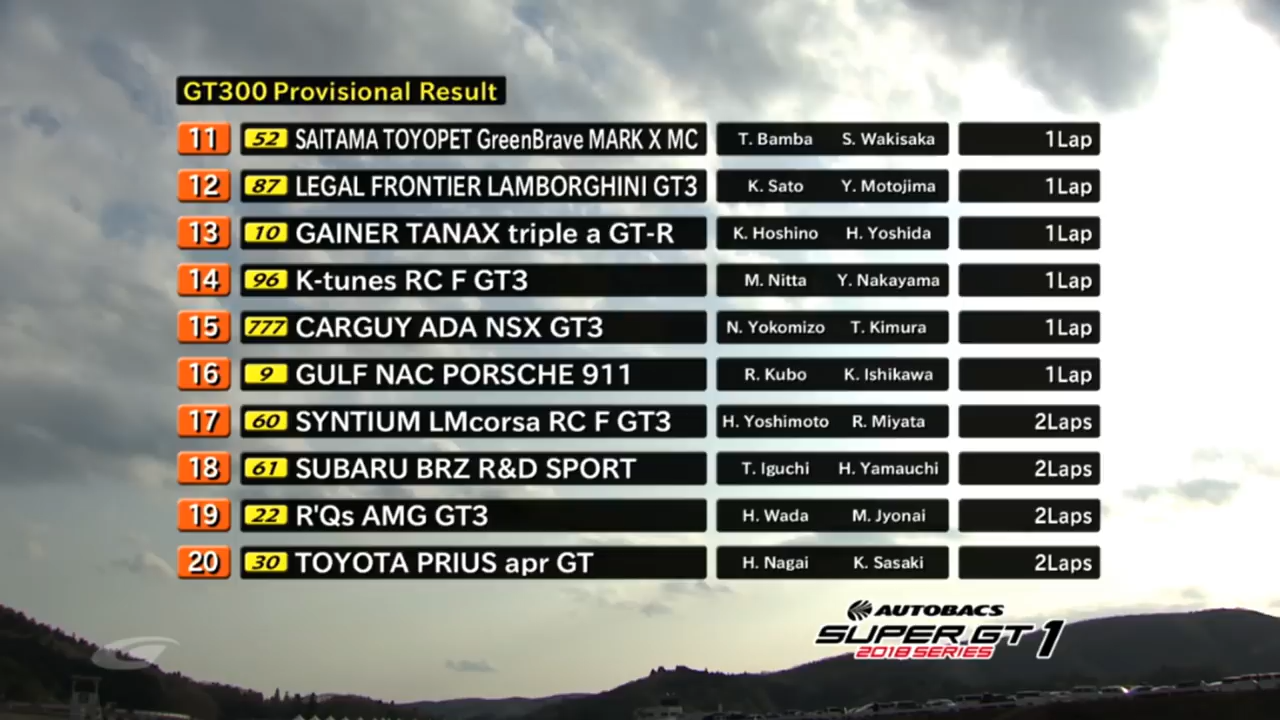 GT300 Provisional Result
11 52 SAITAMA TOYOPET GreenBrave MARK X MC T. Bamba S. Wakisaka 1Lap
12 87 LEGAL FRONTIER LAMBORGHINI GT3 K. Sato Y. Motojima 1Lap
13 10 GAINER TANAX triple a GT-R K. Hoshino H. Yoshida 1Lap
14 96 K-tunes RC F GT3 M. Nitta Y. Nakayama 1Lap
15 777 CARGUY ADA NSX GT3 N. Yokomizo T. Kimura 1Lap
16 9 GULF NAC PORSCHE 911 R. Kubo K. Ishikawa 1Lap
17 60 SYNTIUM LMcorsa RC F GT3 H. Yoshimoto R. Miyata 2Laps
18 61 SUBARU BRZ R&D SPORT T. Iguchi H. Yamauchi 2Laps
19 22 R'Qs AMG GT3 H. Wada M. Jyonai 2Laps
20 30 TOYOTA PRIUS apr GT H. Nagai K. Sasaki 2Laps
AUTOBACS
SUPER GT 1
2018 SERIES